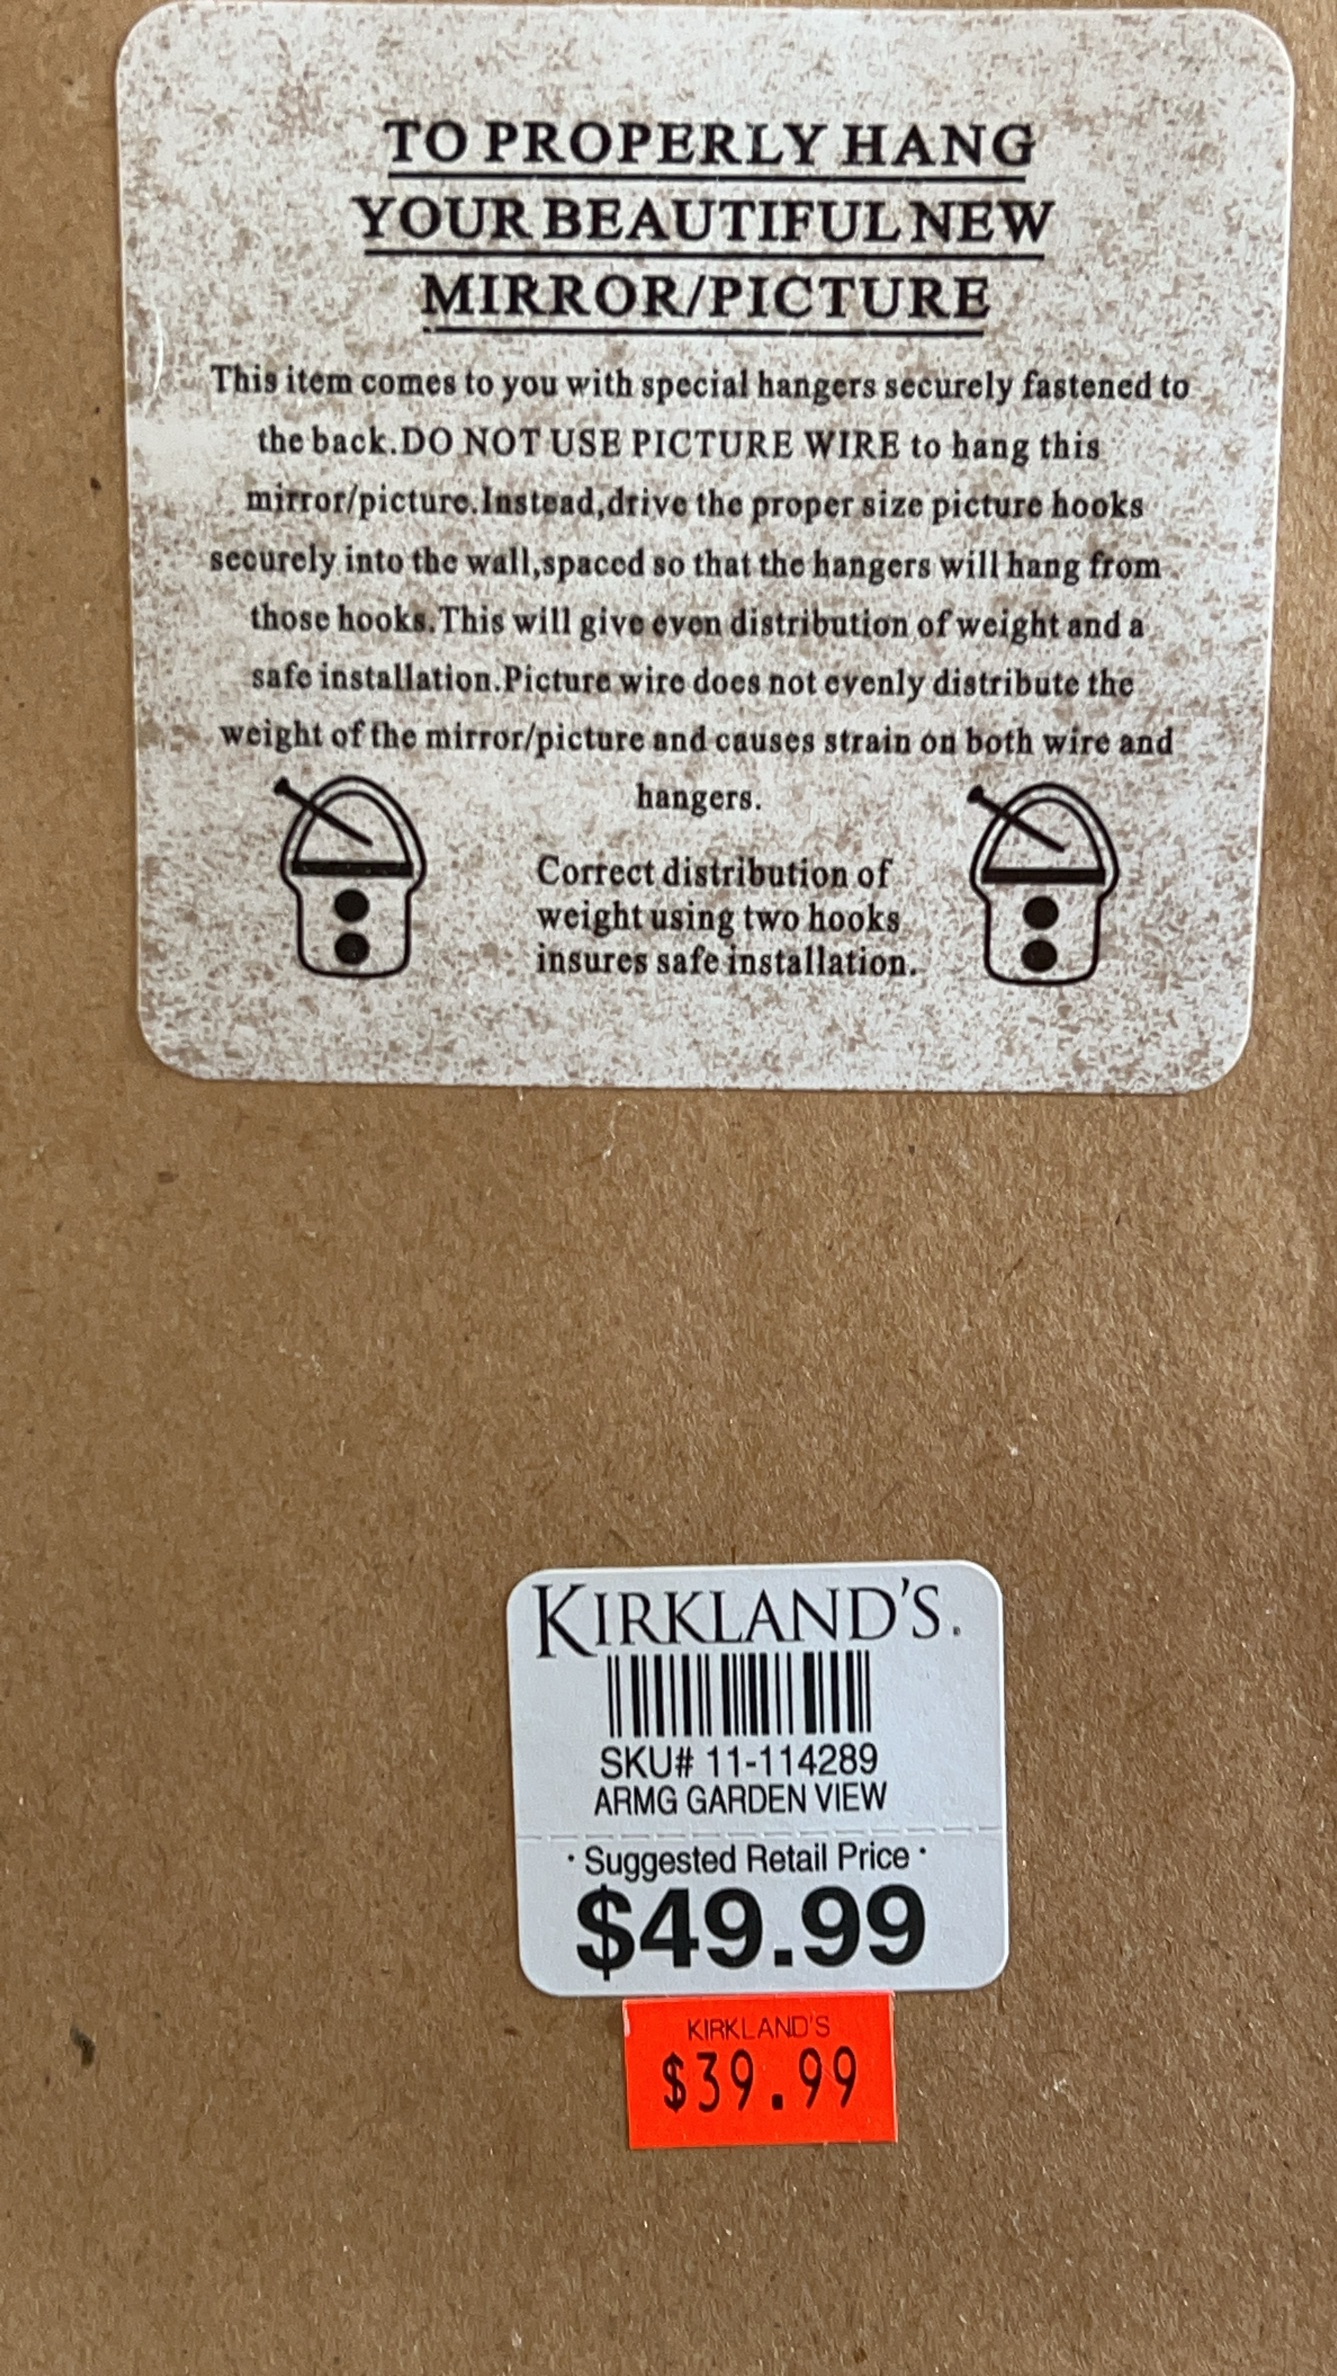 TO PROPERLY HANG
YOUR BEAUTIFUL NEW
MIRROR/PICTURE
This item comes to you with special hangers securely fastened to
the back.DO NOT USE PICTURE WIRE to hang this
mirror/picture.Instead,drive the proper size picture hooks
securely into the wall,spaced so that the hangers will hang from
those hooks.This will give even distribution of weight and a
safe installation.Picture wire does not evenly distribute the
weight of the mirror/picture and causes strain on both wire and
hangers.
Correct distribution of
weight using two hooks
insures safe installation.
KIRKLAND'S.
SKU# 11-114289
ARMG GARDEN VIEW
· Suggested Retail Price ·
$49.99
KIRKLAND'S
$39.99